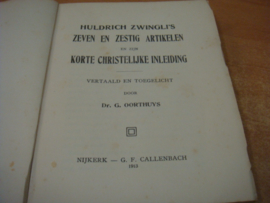 HULDRICH ZWINGLI'S
ZEVEN EN ZESTIG ARTIKELEN
EN ZIJN
KORTE CHRISTELIJKE INLEIDING
VERTAALD EN TOEGELICHT
DOOR
Dr. G. OORTHUYS
NIJKERK — G. F. CALLENBACH